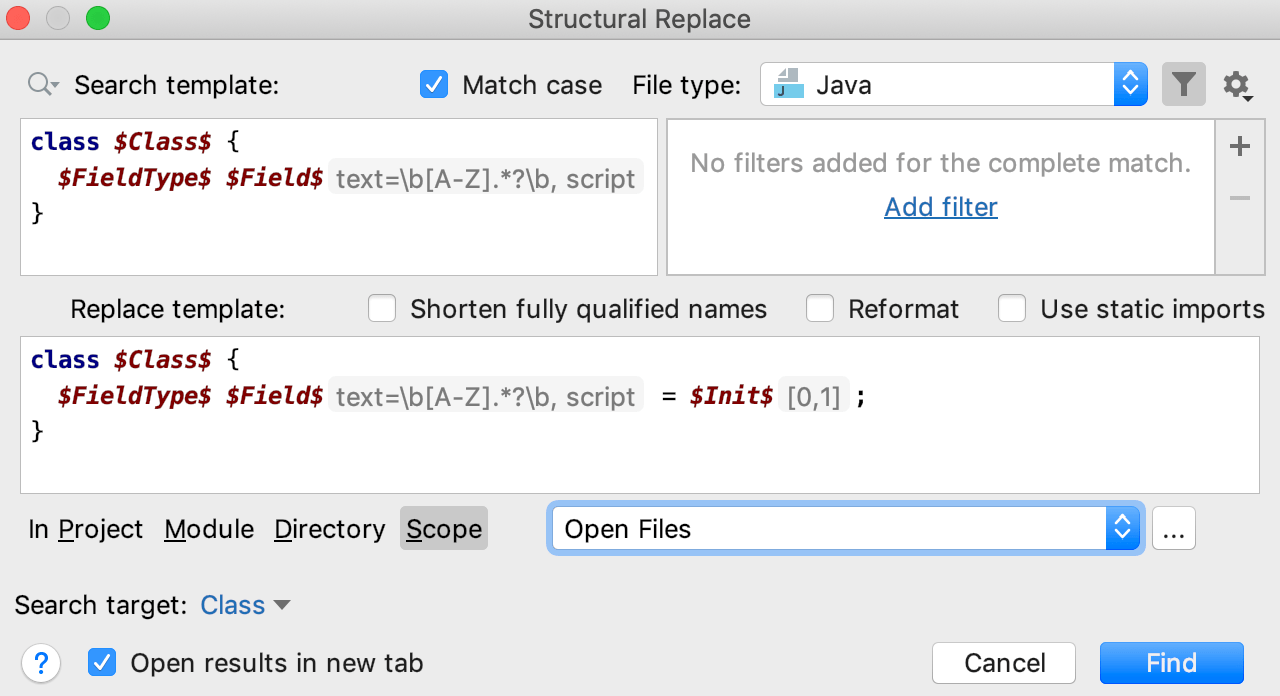 Structural Replace
Search template: Match case File type: Java
class $Class$ {
$FieldType$ $Field$ text=\b[A-Z].*?\b, script
}
No filters added for the complete match.
Add filter
Replace template: Shorten fully qualified names Reformat Use static imports
class $Class$ {
$FieldType$ $Field$ text=\b[A-Z].*?\b, script = $Init$ [0,1] ;
}
In Project Module Directory Scope Open Files ...
Search target: Class
? Open results in new tab Cancel Find